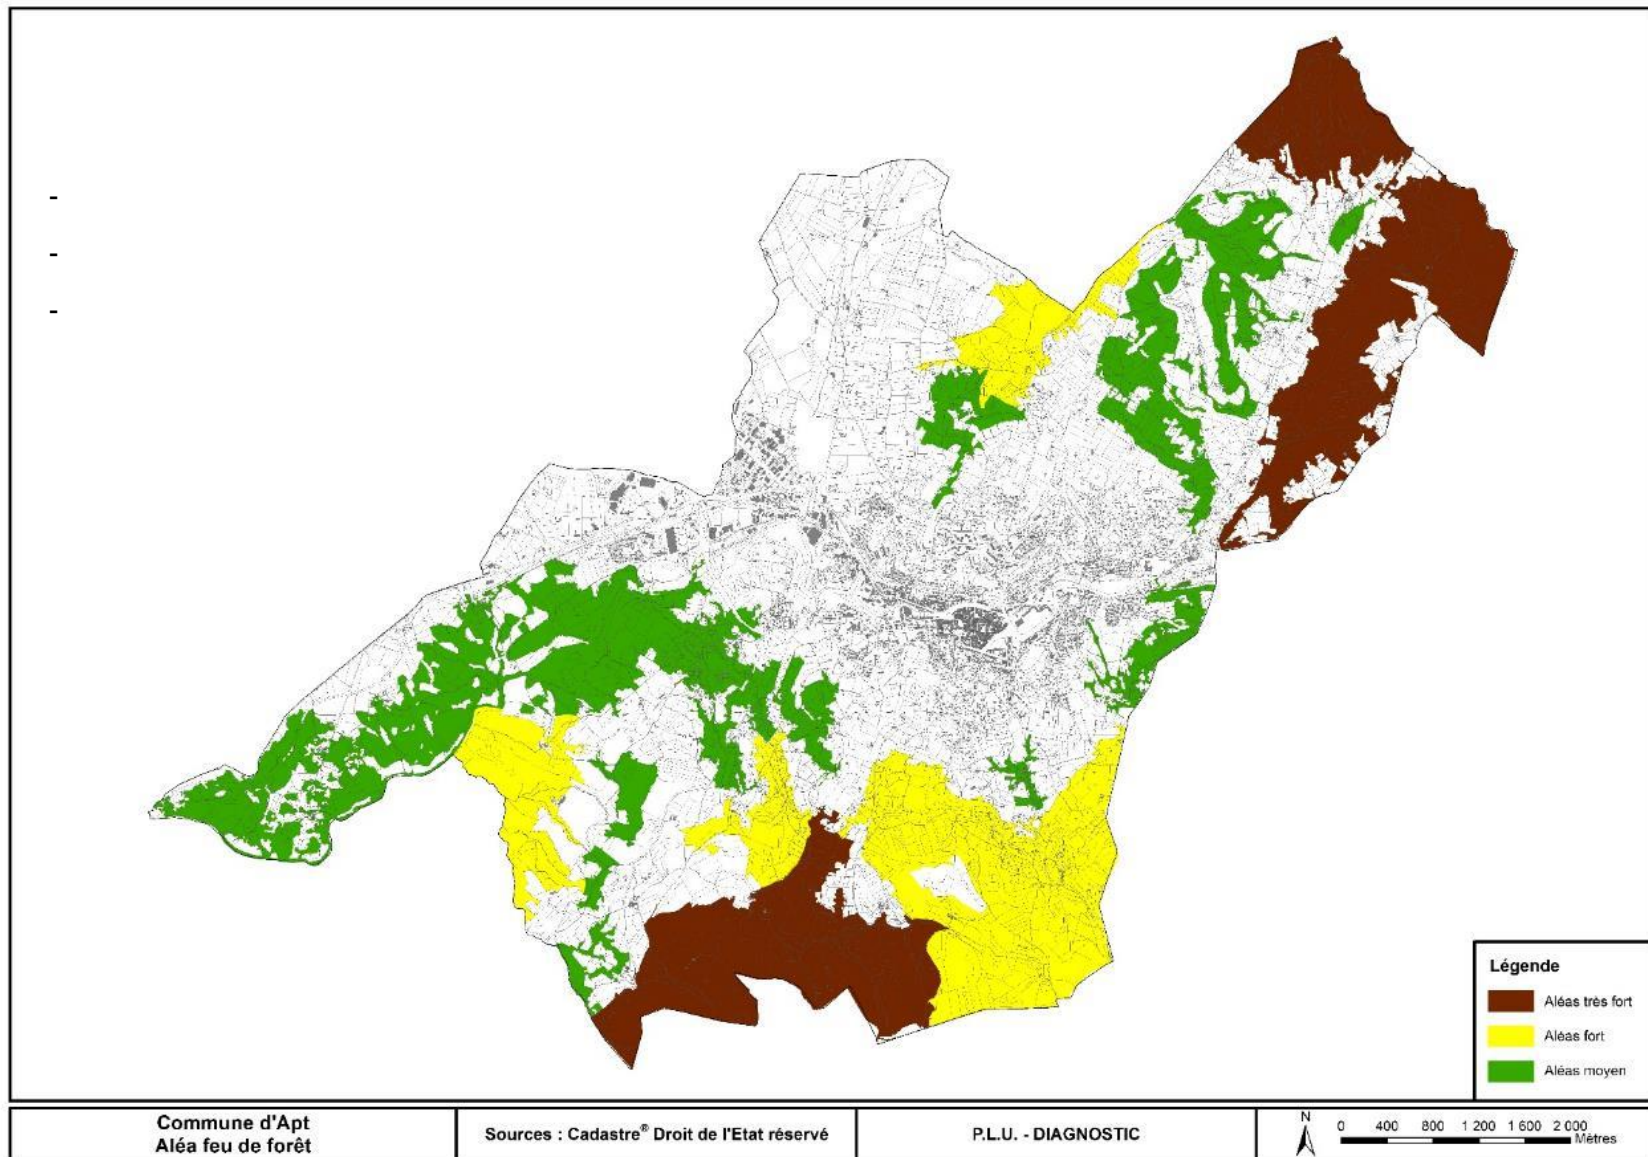 -
-
-
Légende
Aléas très fort
Aléas fort
Aléas moyen
Commune d'Apt
Aléa feu de forêt
Sources : Cadastre® Droit de l'Etat réservé
P.L.U. - DIAGNOSTIC
N
0 400 800 1 200 1 600 2 000
Mètres